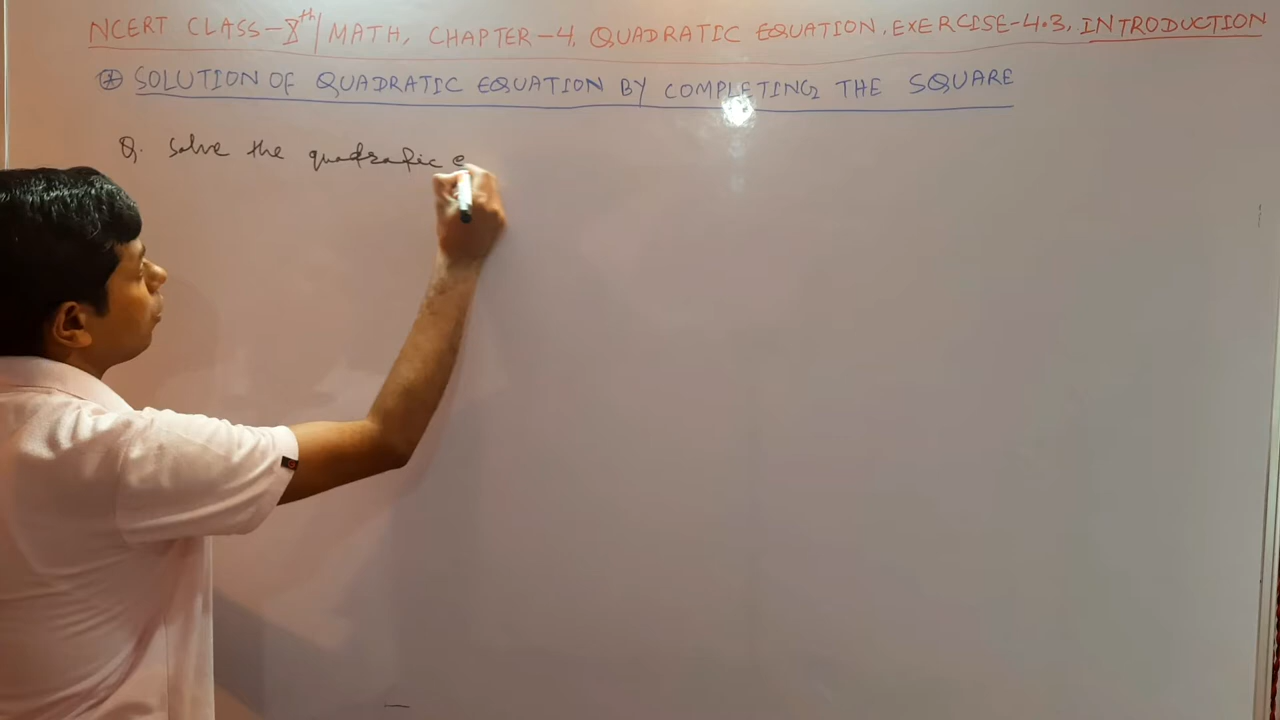 NCERT CLASS-X th/ MATH, CHAPTER-4, QUADRATIC EQUATION, EXERCISE-4.3, INTRODUCTION
* SOLUTION OF QUADRATIC EQUATION BY COMPLETING THE SQUARE
Q. Solve the quadratic e